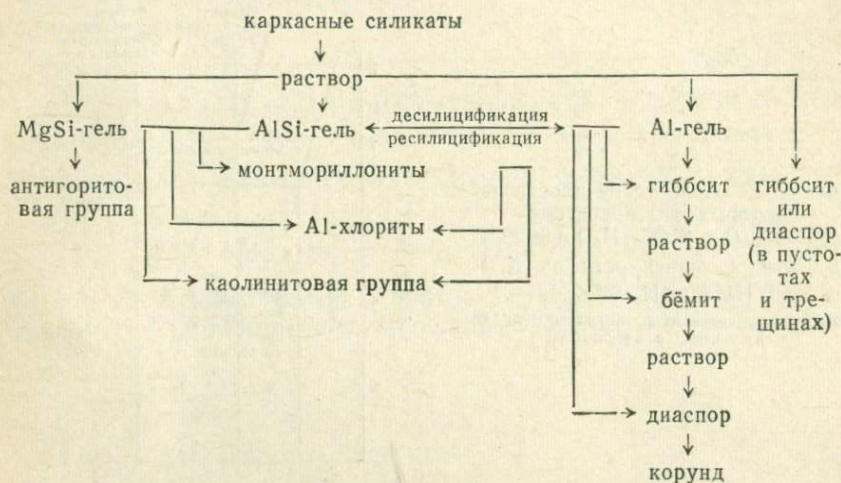 каркасные силикаты
раствор
MgSi-гель
AlSi-гель
десилицификация
ресилицификация
Al-гель
антигорито-
вая группа
монтмориллониты
Al-хлориты
каолинитовая группа
гиббсит
раствор
бёмит
раствор
диаспор
корунд
гиббсит
или
диаспор
(в пусто-
тах
и тре-
щинах)